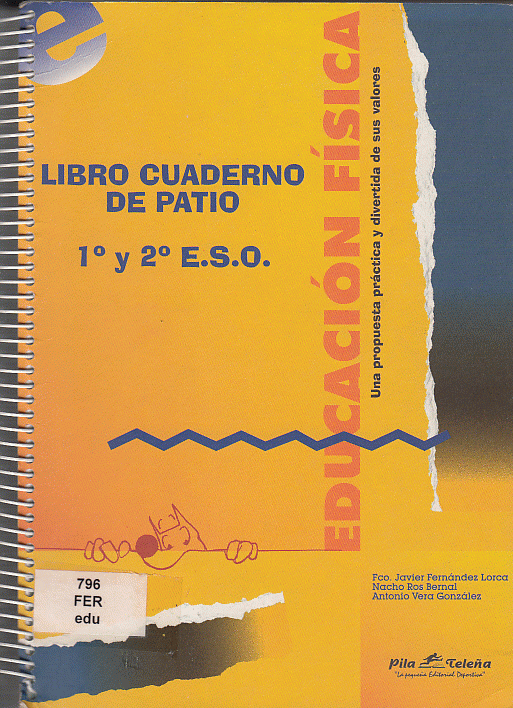 e
LIBRO CUADERNO
DE PATIO
1º y 2º E.S.O.
EDUCACIÓN FÍSICA
Una propuesta práctica y divertida de sus valores
796
FER
edu
Fco. Javier Fernández Lorca
Nacho Ros Bernal
Antonio Vera González
Pila Teleña
"La pequeña Editorial Deportiva"